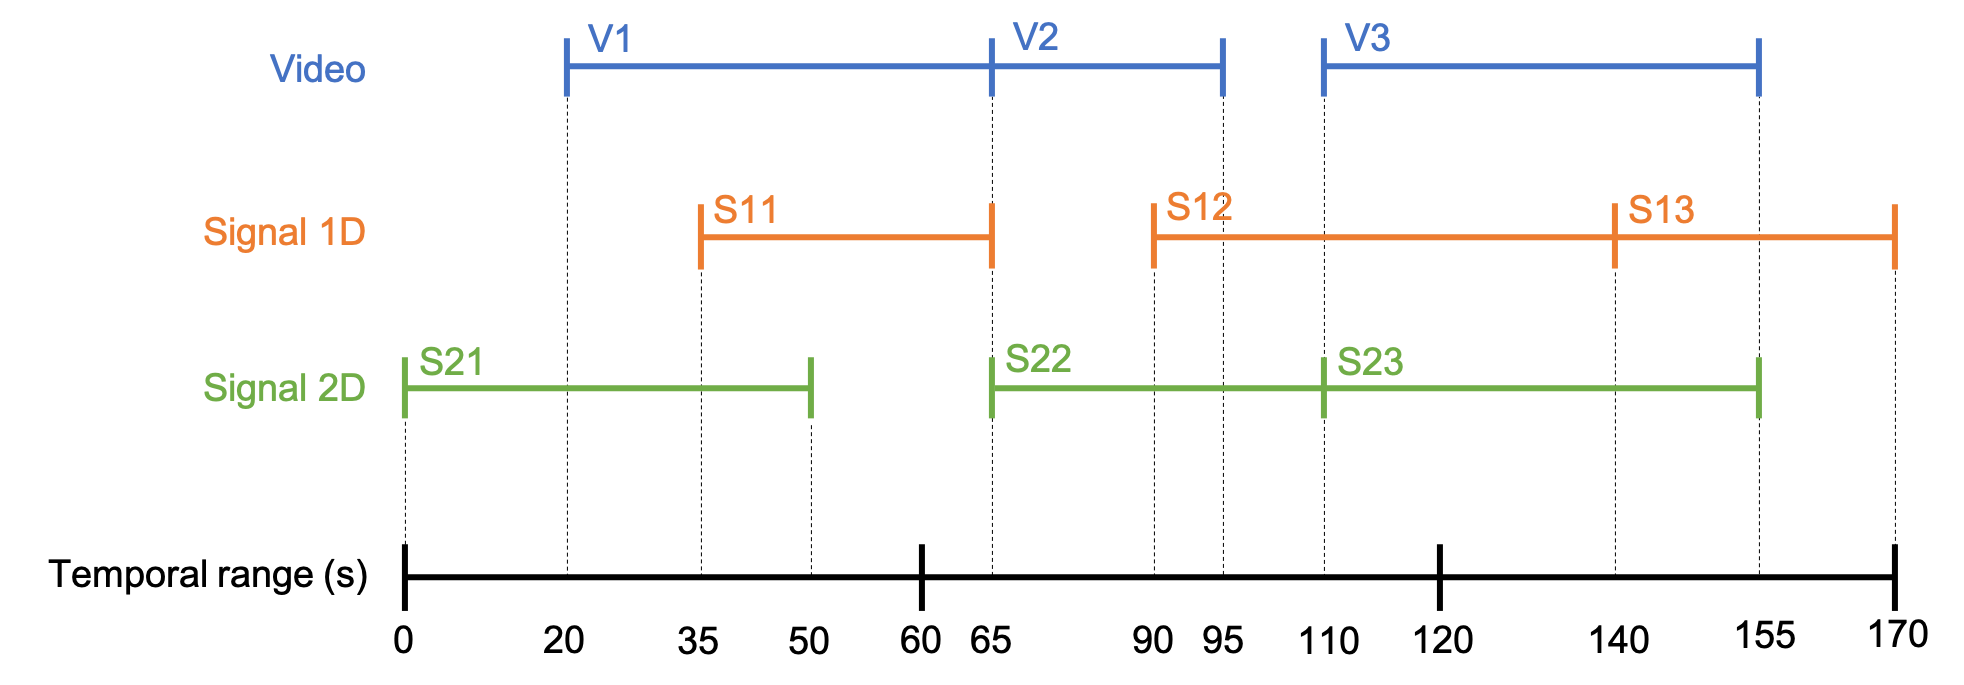 V1 V2 V3
Video
S11 S12 S13
Signal 1D
S21 S22 S23
Signal 2D
Temporal range (s)
0 20 35 50 60 65 90 95 110 120 140 155 170